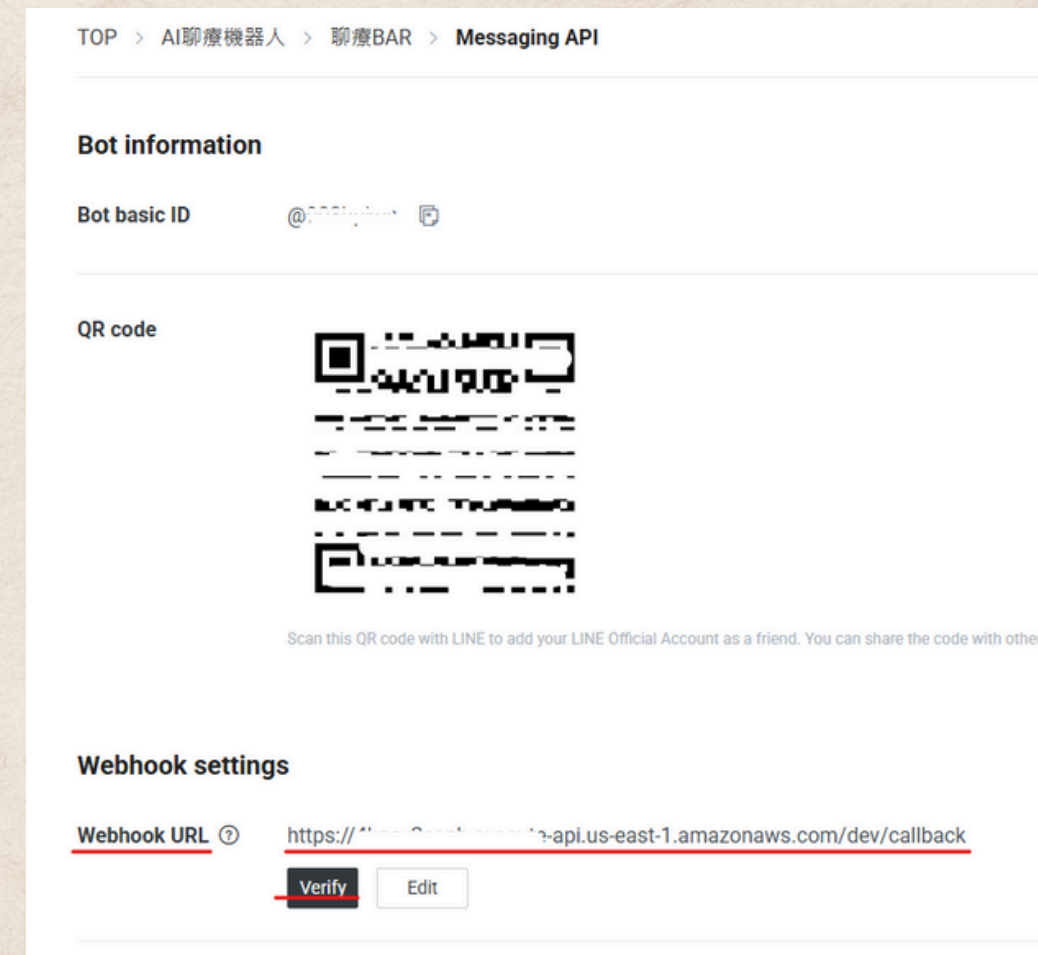 TOP > AI聊療機器人 > 聊療BAR > Messaging API
Bot information
Bot basic ID @
QR code
Scan this QR code with LINE to add your LINE Official Account as a friend. You can share the code with other
Webhook settings
Webhook URL https:// -api.us-east-1.amazonaws.com/dev/callback
Verify Edit